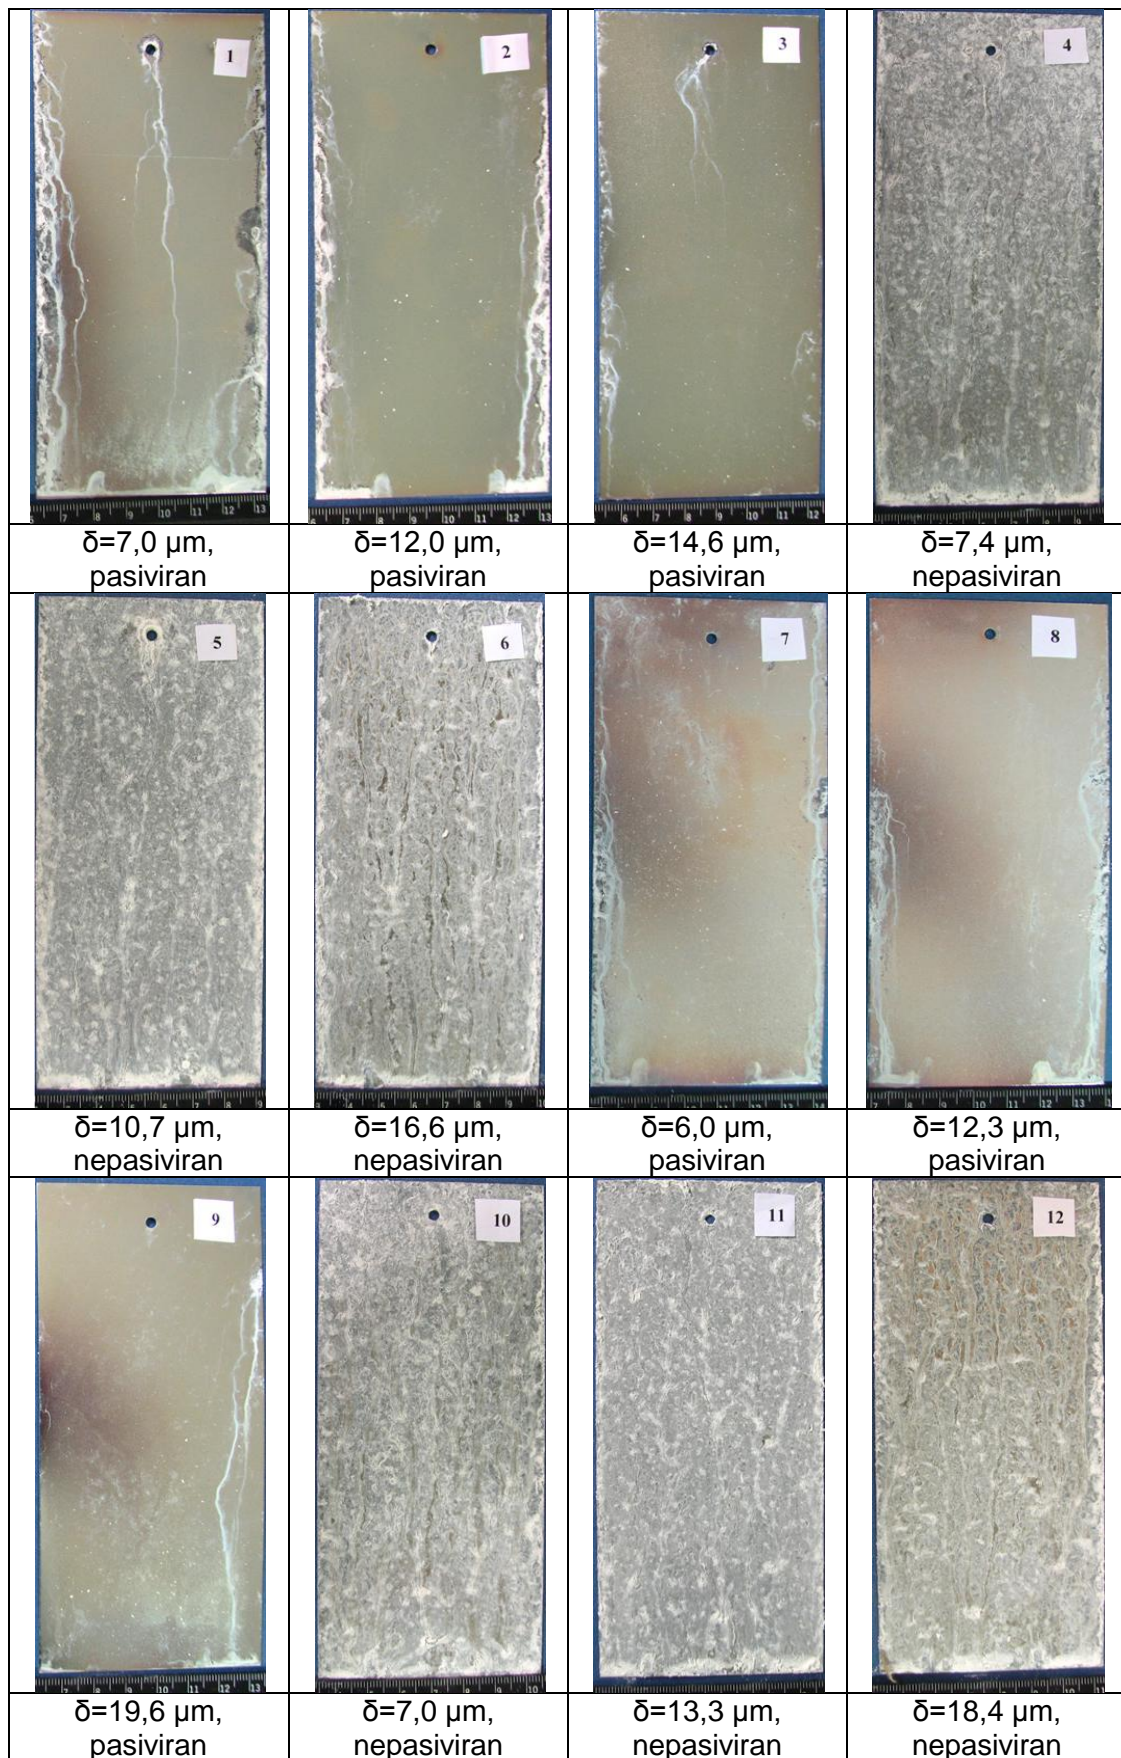 1
2
3
4
δ=7,0 µm,
pasiviran
δ=12,0 µm,
pasiviran
δ=14,6 µm,
pasiviran
δ=7,4 µm,
nepasiviran
5
6
7
8
δ=10,7 µm,
nepasiviran
δ=16,6 µm,
nepasiviran
δ=6,0 µm,
pasiviran
δ=12,3 µm,
pasiviran
9
10
11
12
δ=19,6 µm,
pasiviran
δ=7,0 µm,
nepasiviran
δ=13,3 µm,
nepasiviran
δ=18,4 µm,
nepasiviran